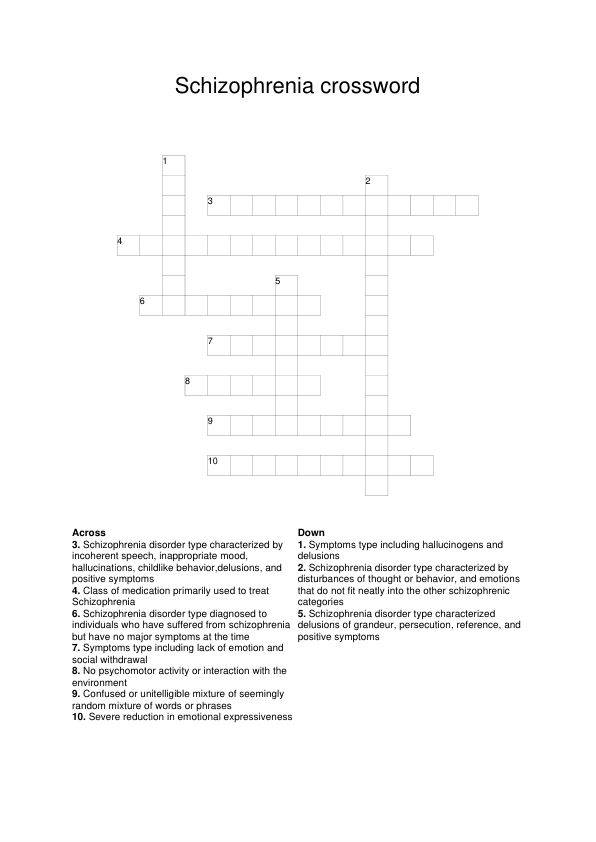 Schizophrenia crossword
1
2
3
4
5
6
7
8
9
10
Across
3. Schizophrenia disorder type characterized by
incoherent speech, inappropriate mood,
hallucinations, childlike behavior,delusions, and
positive symptoms
4. Class of medication primarily used to treat
Schizophrenia
6. Schizophrenia disorder type diagnosed to
individuals who have suffered from schizophrenia
but have no major symptoms at the time
7. Symptoms type including lack of emotion and
social withdrawal
8. No psychomotor activity or interaction with the
environment
9. Confused or unitelligible mixture of seemingly
random mixture of words or phrases
10. Severe reduction in emotional expressiveness
Down
1. Symptoms type including hallucinogens and
delusions
2. Schizophrenia disorder type characterized by
disturbances of thought or behavior, and emotions
that do not fit neatly into the other schizophrenic
categories
5. Schizophrenia disorder type characterized
delusions of grandeur, persecution, reference, and
positive symptoms